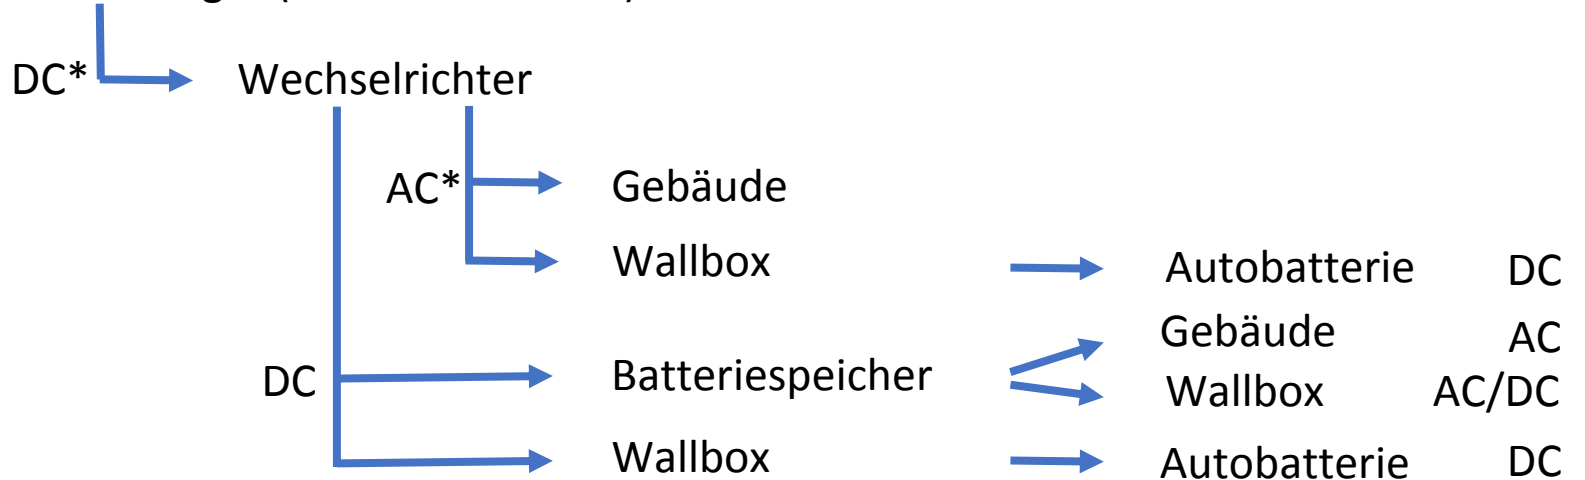 DC* Wechselrichter
AC* Gebäude
Wallbox Autobatterie DC
Gebäude AC
DC Batteriespeicher
Wallbox AC/DC
Wallbox Autobatterie DC